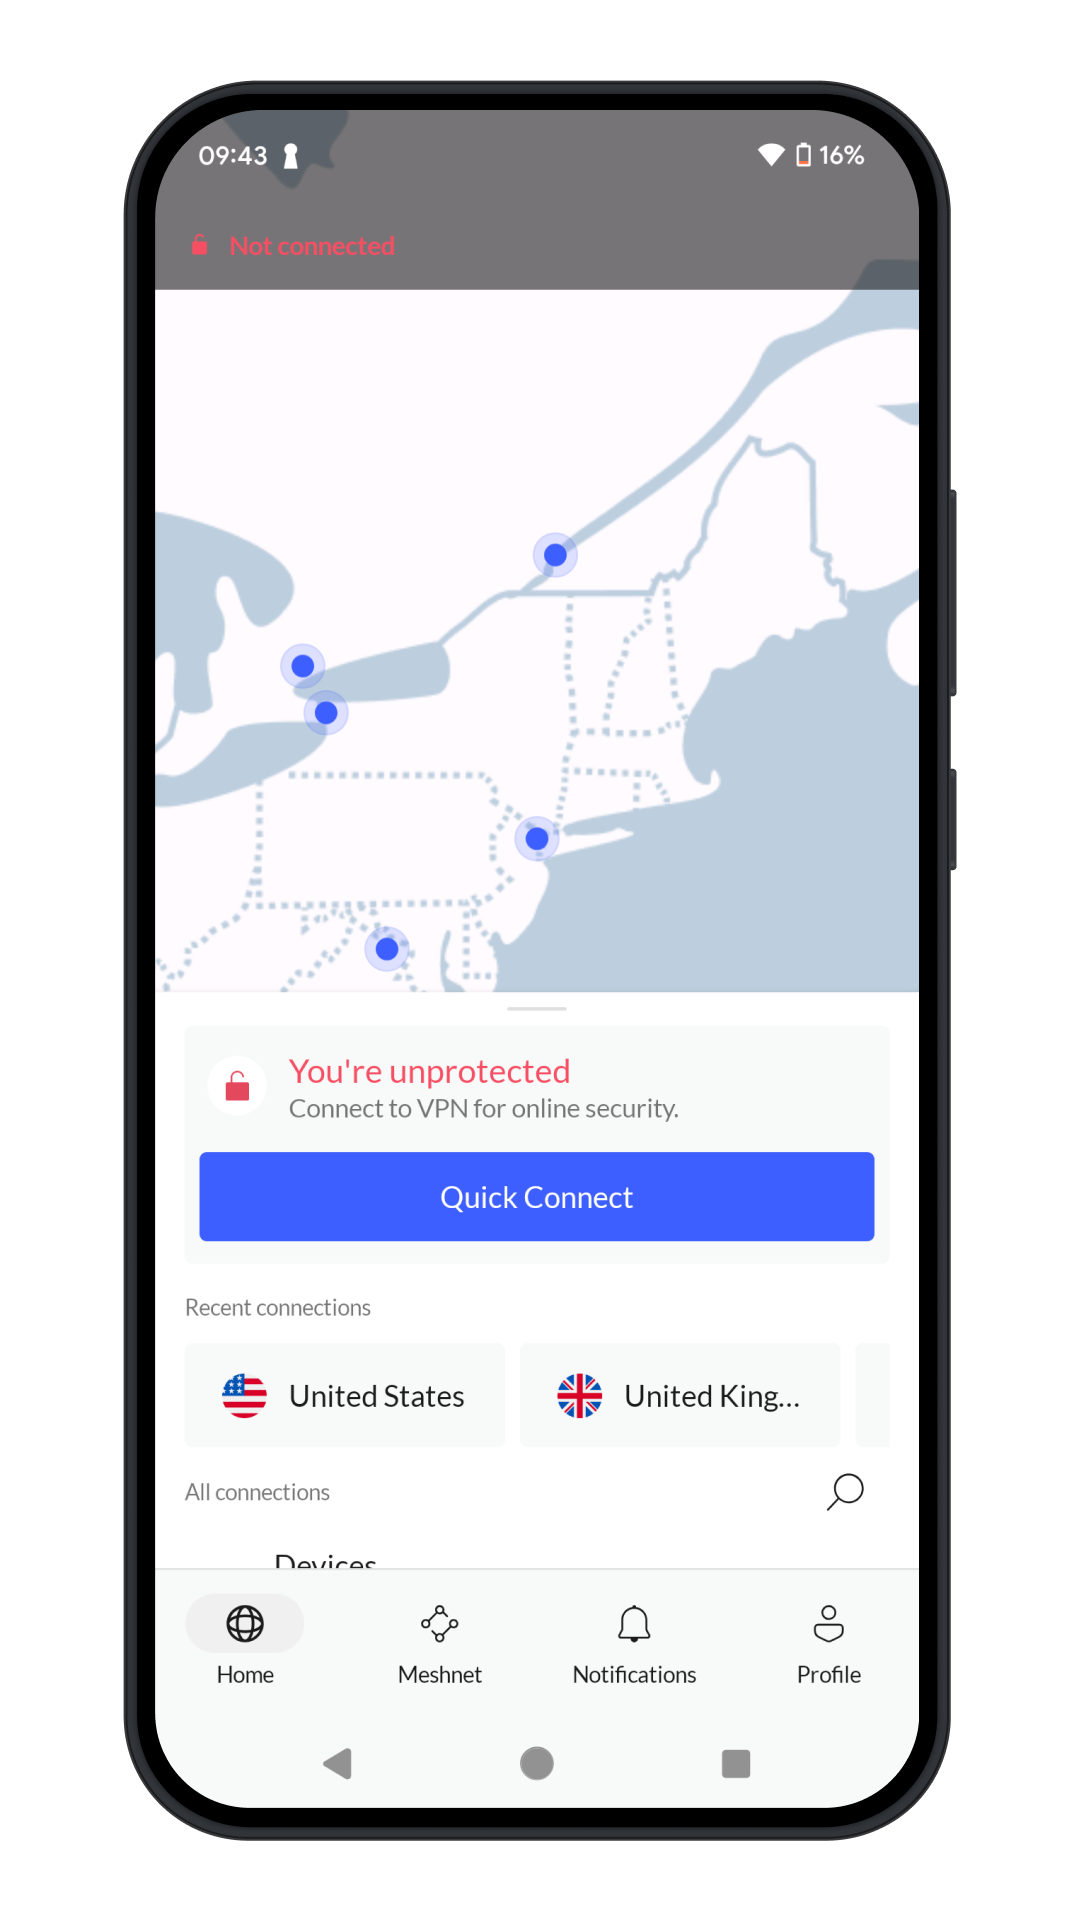 09:43 16%
Not connected
You're unprotected
Connect to VPN for online security.
Quick Connect
Recent connections
United States United King...
All connections
Devices
Home Meshnet Notifications Profile